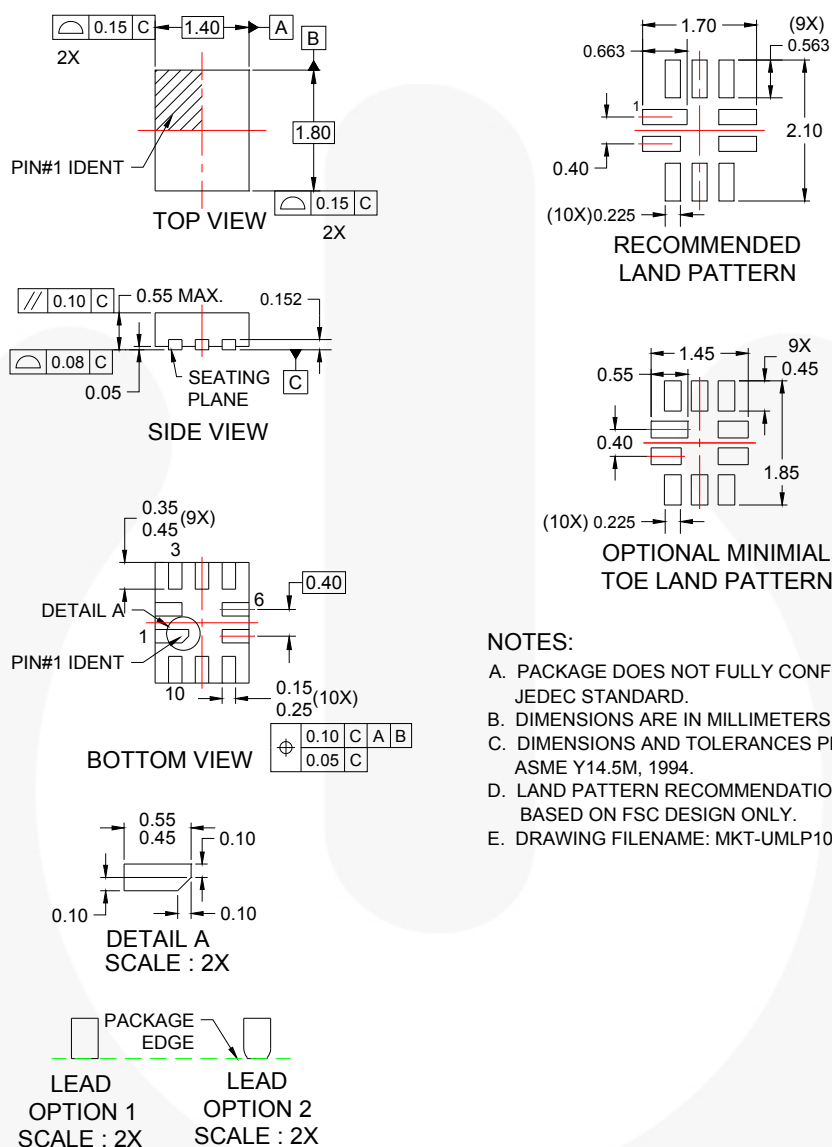 0.15 C
1.40
A
B
2X
1.80
PIN#1 IDENT
0.15 C
TOP VIEW
2X
0.10 C
0.55 MAX.
0.152
0.08 C
0.05
SEATING
PLANE
C
SIDE VIEW
0.35
0.45 (9X)
3
0.40
DETAIL A
6
1
PIN#1 IDENT
10
0.15
0.25 (10X)
0.10 C A B
0.05 C
BOTTOM VIEW
0.55
0.45
0.10
0.10
0.10
DETAIL A
SCALE : 2X
PACKAGE
EDGE
LEAD
OPTION 1
SCALE : 2X
LEAD
OPTION 2
SCALE : 2X
1.70
(9X)
0.663
0.563
1
2.10
0.40
(10X) 0.225
RECOMMENDED
LAND PATTERN
1.45
9X
0.45
0.55
0.40
1.85
(10X) 0.225
OPTIONAL MINIMIAL
TOE LAND PATTERN
NOTES:
A. PACKAGE DOES NOT FULLY CONF
JEDEC STANDARD.
B. DIMENSIONS ARE IN MILLIMETERS
C. DIMENSIONS AND TOLERANCES P
ASME Y14.5M, 1994.
D. LAND PATTERN RECOMMENDATIO
BASED ON FSC DESIGN ONLY.
E. DRAWING FILENAME: MKT-UMLP10